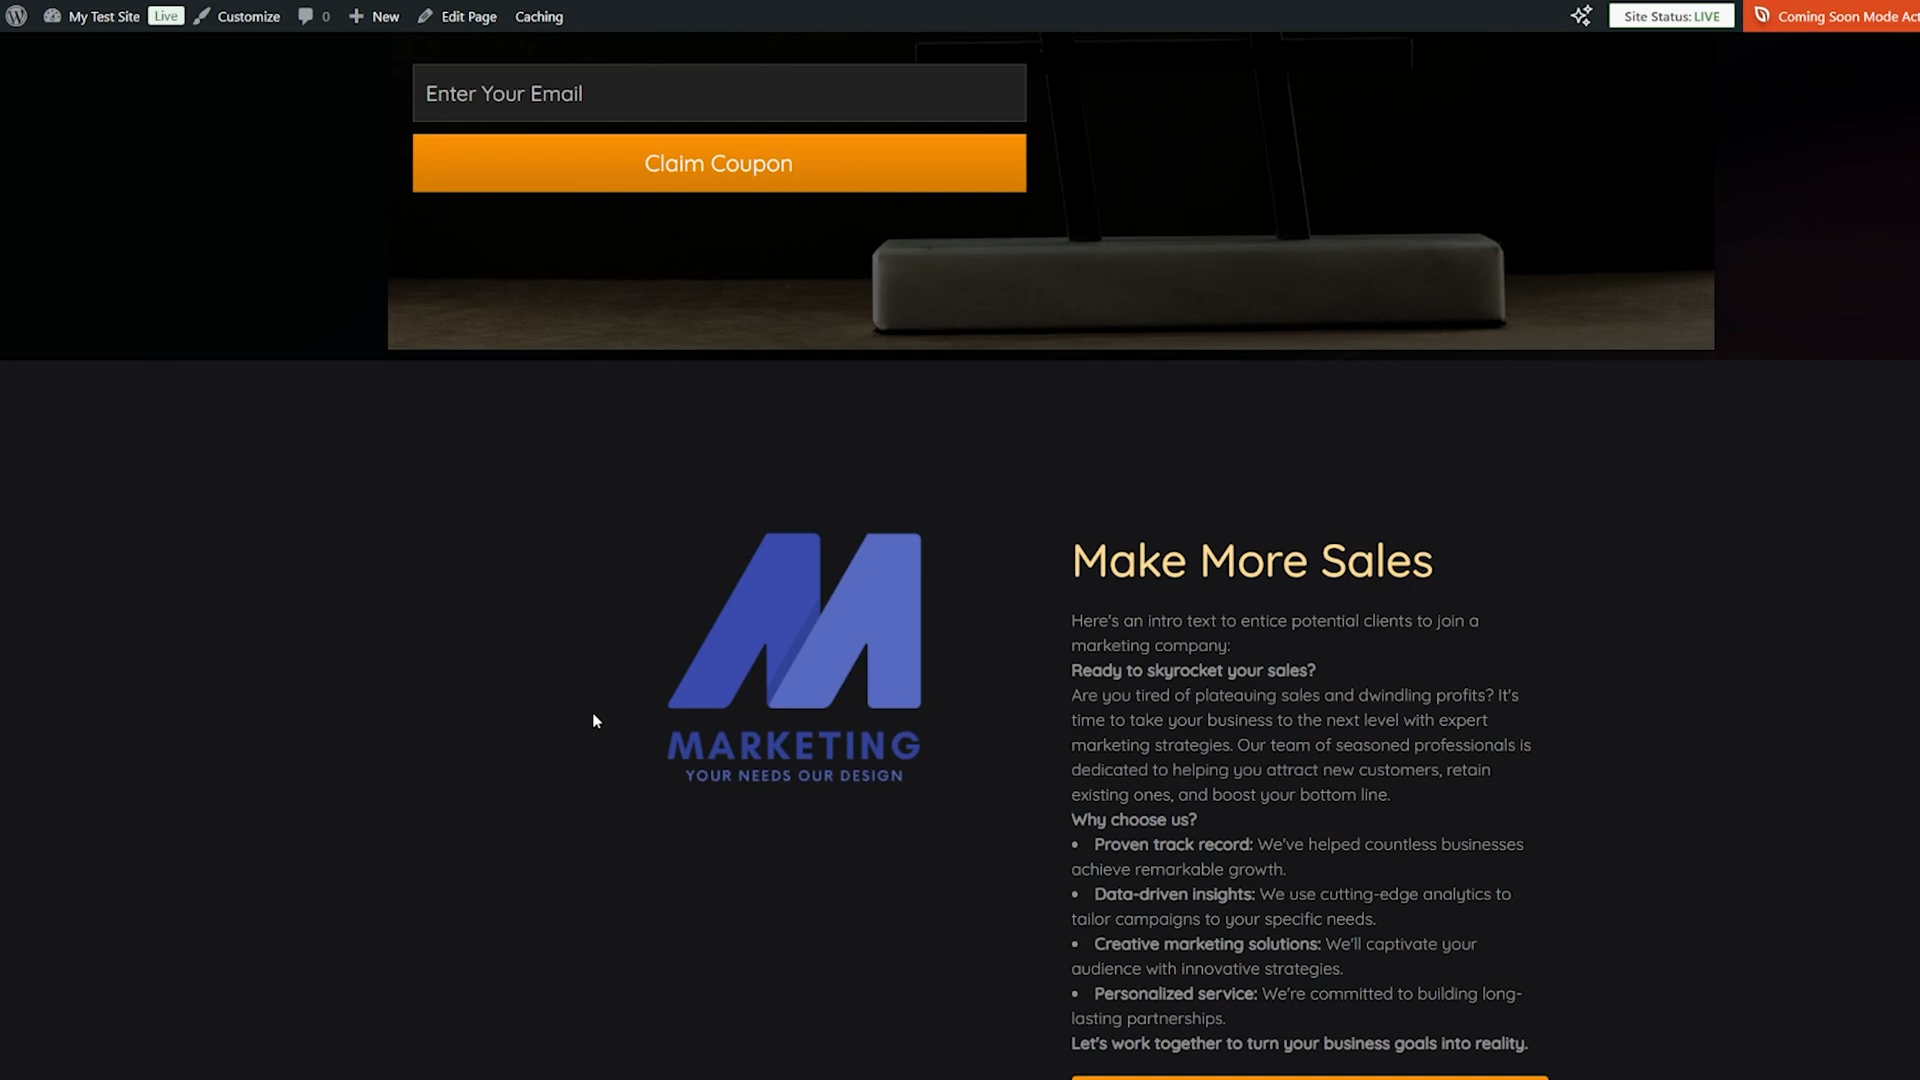 My Test Site Live Customize 0 New Edit Page Caching Site Status: LIVE Coming Soon Mode Act
Enter Your Email
Claim Coupon
MARKETING
YOUR NEEDS OUR DESIGN
Make More Sales
Here's an intro text to entice potential clients to join a
marketing company:
Ready to skyrocket your sales?
Are you tired of plateauing sales and dwindling profits? It's
time to take your business to the next level with expert
marketing strategies. Our team of seasoned professionals is
dedicated to helping you attract new customers, retain
existing ones, and boost your bottom line.
Why choose us?
• Proven track record: We've helped countless businesses
achieve remarkable growth.
• Data-driven insights: We use cutting-edge analytics to
tailor campaigns to your specific needs.
• Creative marketing solutions: We'll captivate your
audience with innovative strategies.
• Personalized service: We're committed to building long-
lasting partnerships.
Let's work together to turn your business goals into reality.